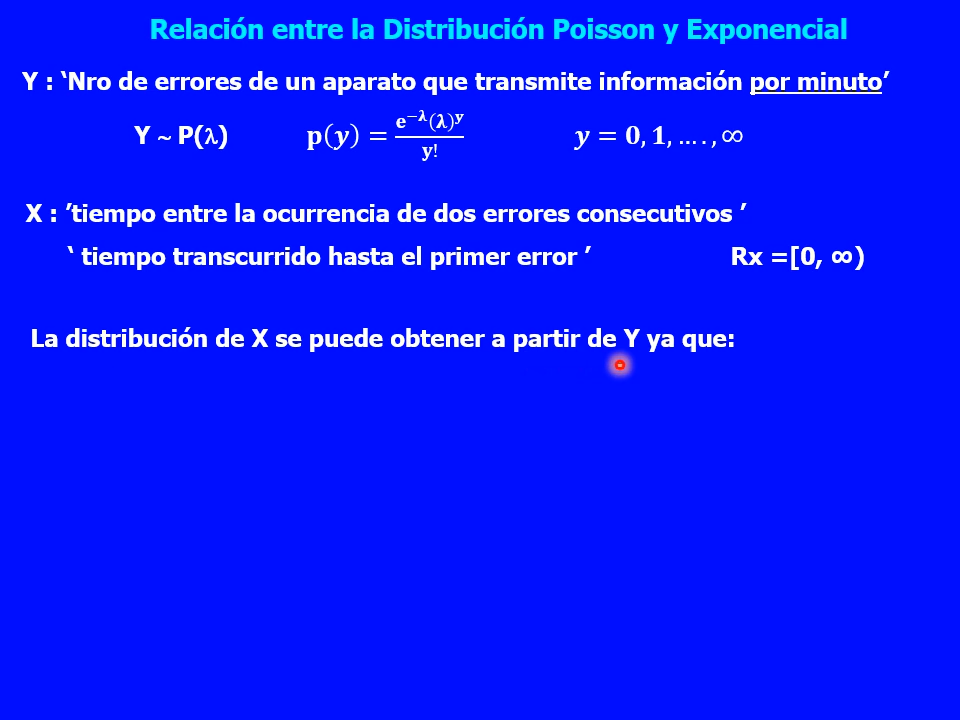 Relación entre la Distribución Poisson y Exponencial
Y : ‘Nro de errores de un aparato que transmite información por minuto’
Y ~ P(λ) p(y) = e^{-λ}(λ)^y / y! y = 0, 1, … . , ∞
X : ’tiempo entre la ocurrencia de dos errores consecutivos ’
‘ tiempo transcurrido hasta el primer error ’ Rx =[0, ∞)
La distribución de X se puede obtener a partir de Y ya que: